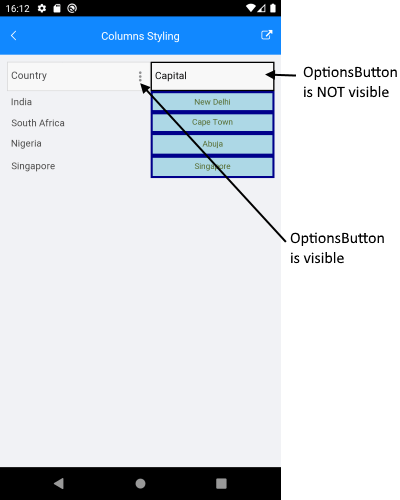 16:12
Columns Styling
Country
Capital
OptionsButton
is NOT visible
India
New Delhi
South Africa
Cape Town
Nigeria
Abuja
Singapore
Singapore
OptionsButton
is visible